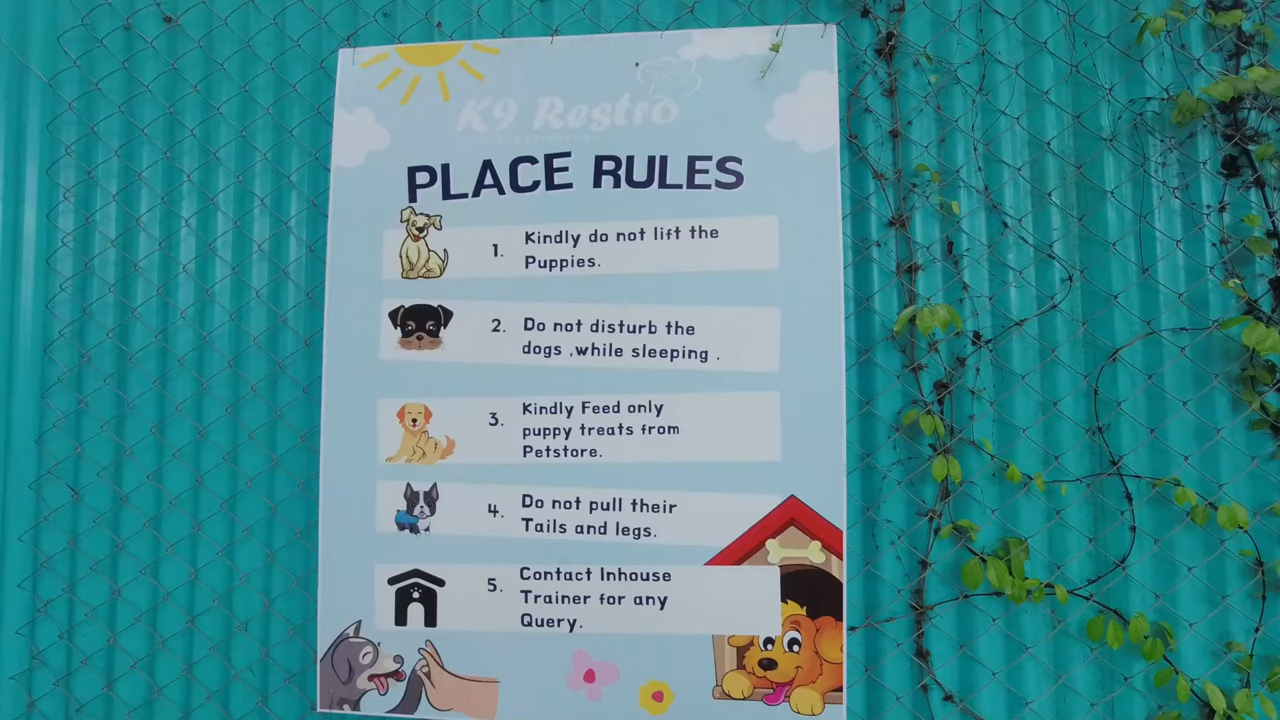 K9 Restro
PLACE RULES
1. Kindly do not lift the
Puppies.
2. Do not disturb the
dogs ,while sleeping .
3. Kindly Feed only
puppy treats from
Petstore.
4. Do not pull their
Tails and legs.
5. Contact Inhouse
Trainer for any
Query.